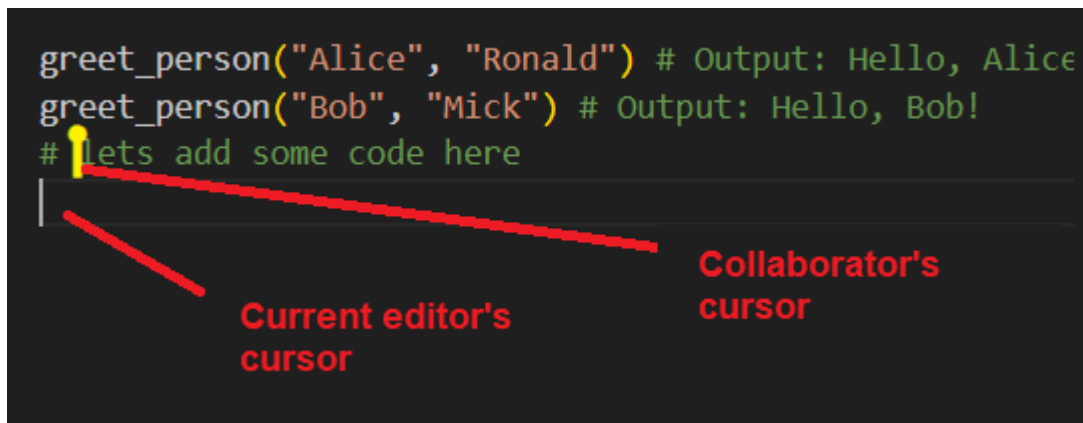 greet_person("Alice", "Ronald") # Output: Hello, Alice
greet_person("Bob", "Mick") # Output: Hello, Bob!
# lets add some code here
Collaborator's
cursor
Current editor's
cursor